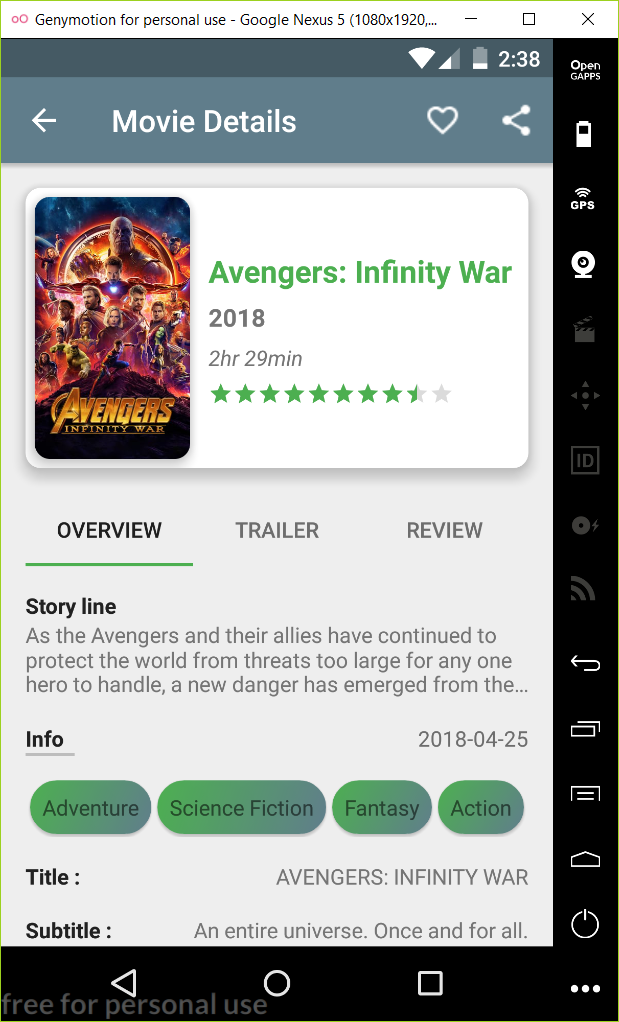 Genymotion for personal use - Google Nexus 5 (1080x1920,...
2:38
Open
GAPPS
Movie Details
GPS
Avengers: Infinity War
2018
2hr 29min
AVENGERS
INFINITY WAR
ID
OVERVIEW TRAILER REVIEW
Story line
As the Avengers and their allies have continued to
protect the world from threats too large for any one
hero to handle, a new danger has emerged from the...
Info 2018-04-25
Adventure Science Fiction Fantasy Action
Title : AVENGERS: INFINITY WAR
Subtitle : An entire universe. Once and for all.
free for personal use